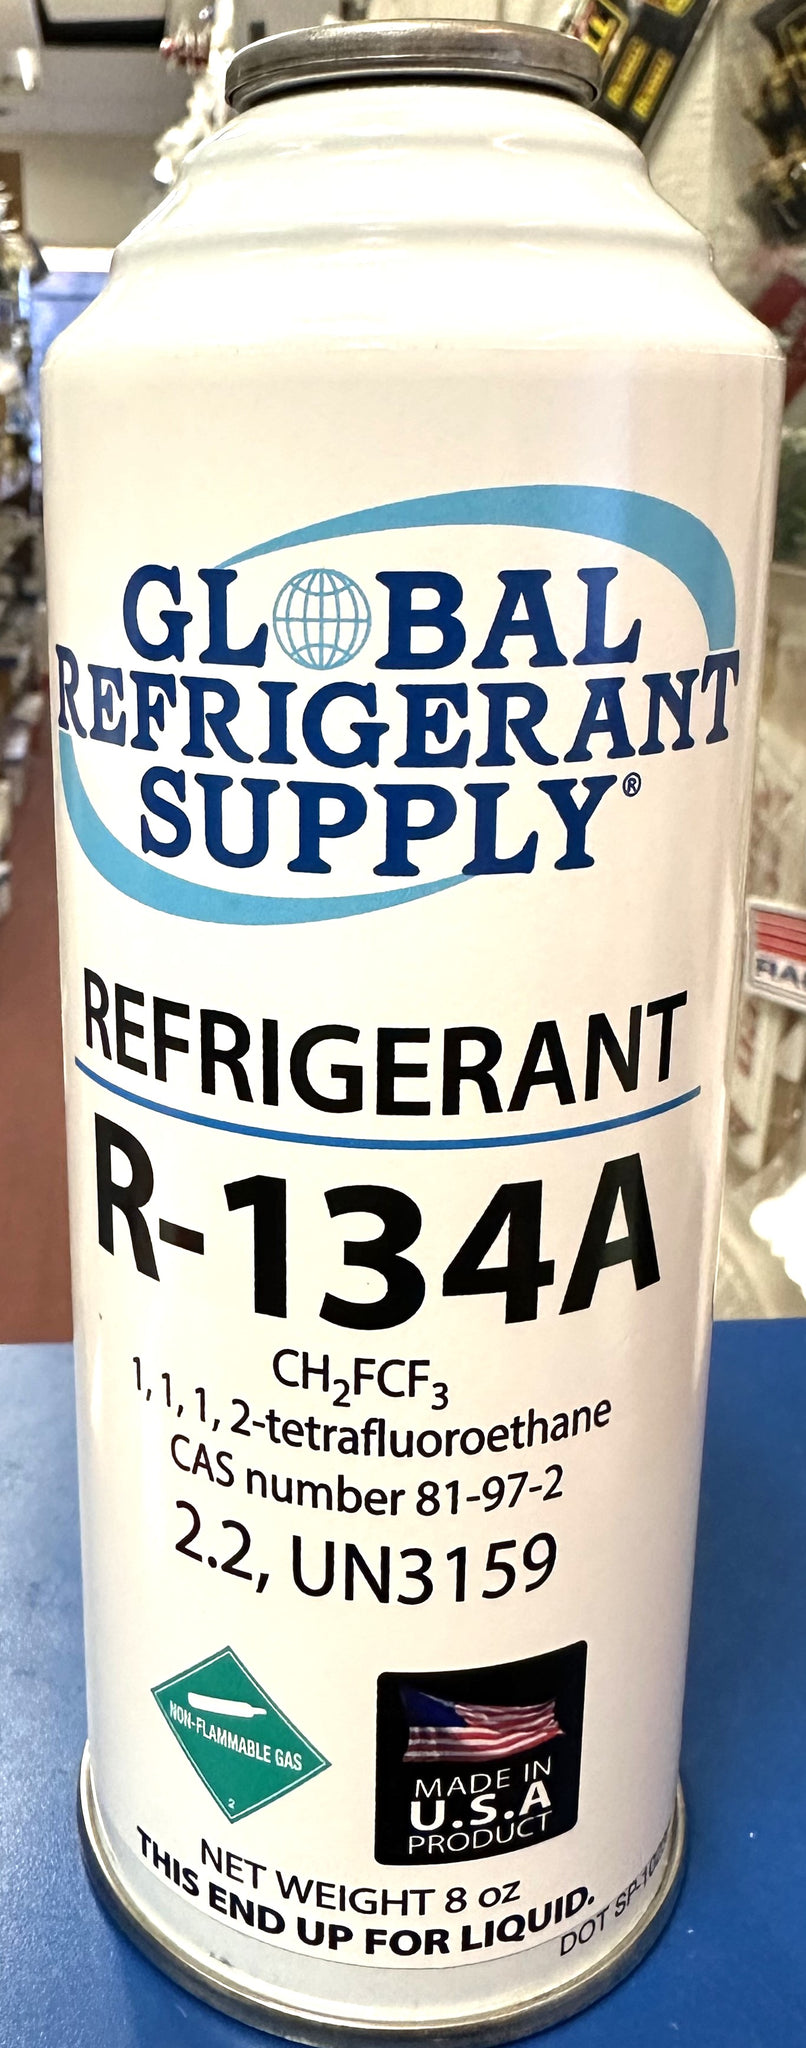 GLOBAL
REFRIGERANT
SUPPLY®
REFRIGERANT
R-134A
CH₂FCF₃
1, 1, 1, 2-tetrafluoroethane
CAS number 81-97-2
2.2, UN3159
NON-FLAMMABLE GAS
2
MADE IN
U.S.A
PRODUCT
NET WEIGHT 8 OZ
THIS END UP FOR LIQUID.
DOT